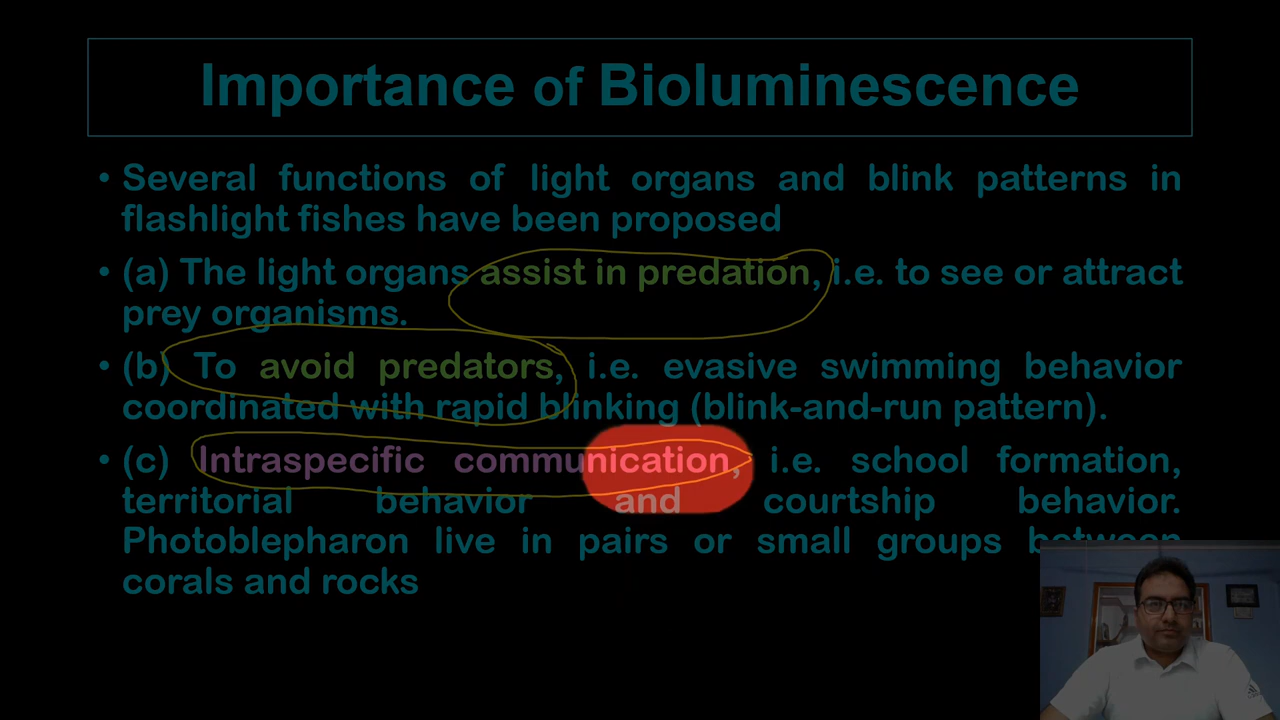 Importance of Bioluminescence
• Several functions of light organs and blink patterns in
flashlight fishes have been proposed
• (a) The light organs assist in predation, i.e. to see or attract
prey organisms.
• (b) To avoid predators, i.e. evasive swimming behavior
coordinated with rapid blinking (blink-and-run pattern).
• (c) Intraspecific communication, i.e. school formation,
territorial behavior and courtship behavior.
Photoblepharon live in pairs or small groups between
corals and rocks